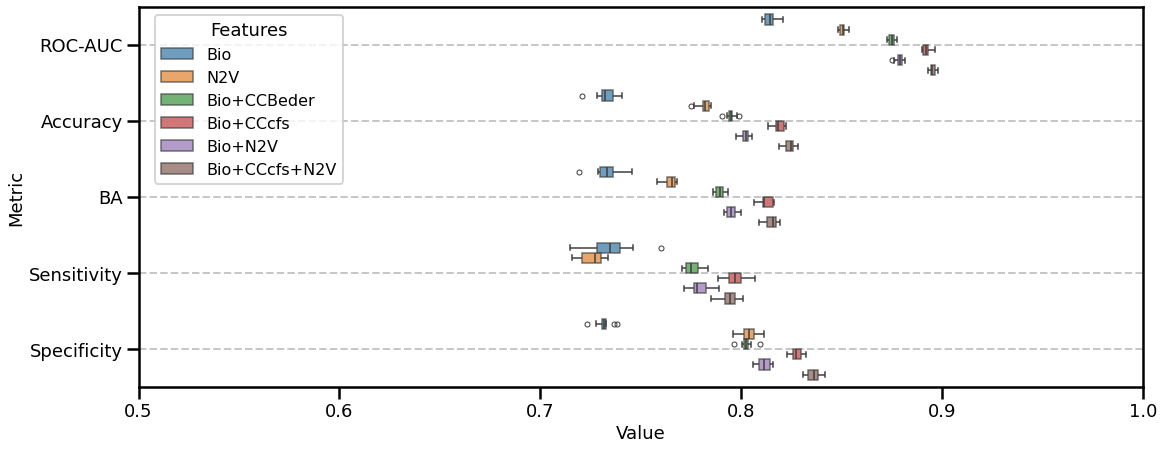 Features
Bio
N2V
Bio+CCBeder
Bio+CCcfs
Bio+N2V
Bio+CCcfs+N2V
Metric
ROC-AUC
Accuracy
BA
Sensitivity
Specificity
0.5 0.6 0.7 0.8 0.9 1.0
Value